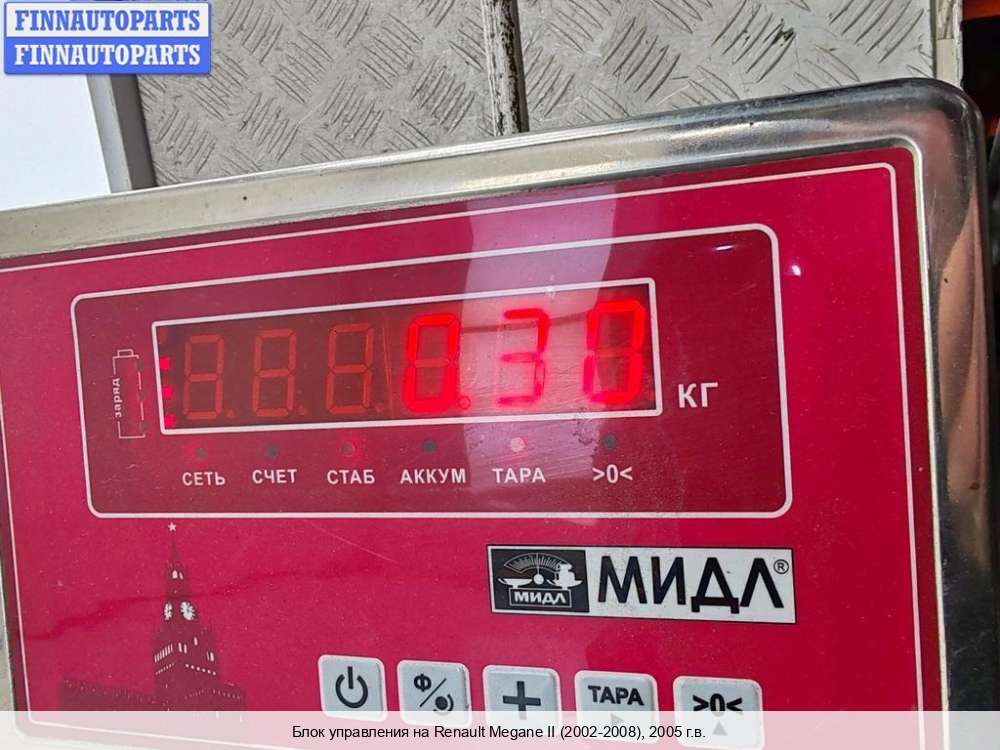 FINNAUTOPARTS
FINNAUTOPARTS
заряд
0.30
КГ
СЕТЬ СЧЕТ СТАБ АККУМ ТАРА >0<
МИДЛ МИДЛ®
Ф/ + ТАРА >0<
Блок управления на Renault Megane II (2002-2008), 2005 г.в.